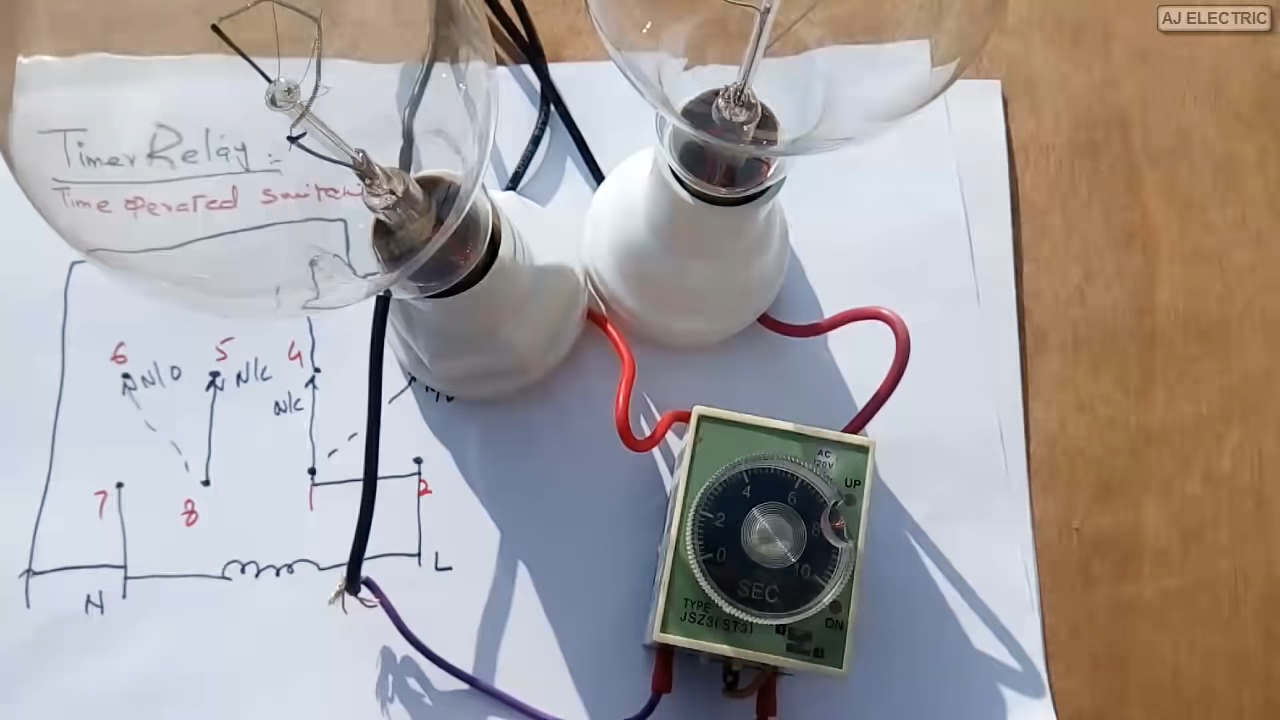 AJ ELECTRIC
Timer Relay :-
Time operated
6 N/O 5 N/C 4
N/C
7 8 1 2
N L
AC
UP
0 2 4 6 8 10
SEC
TYPE
JSZ3(ST3)
ON